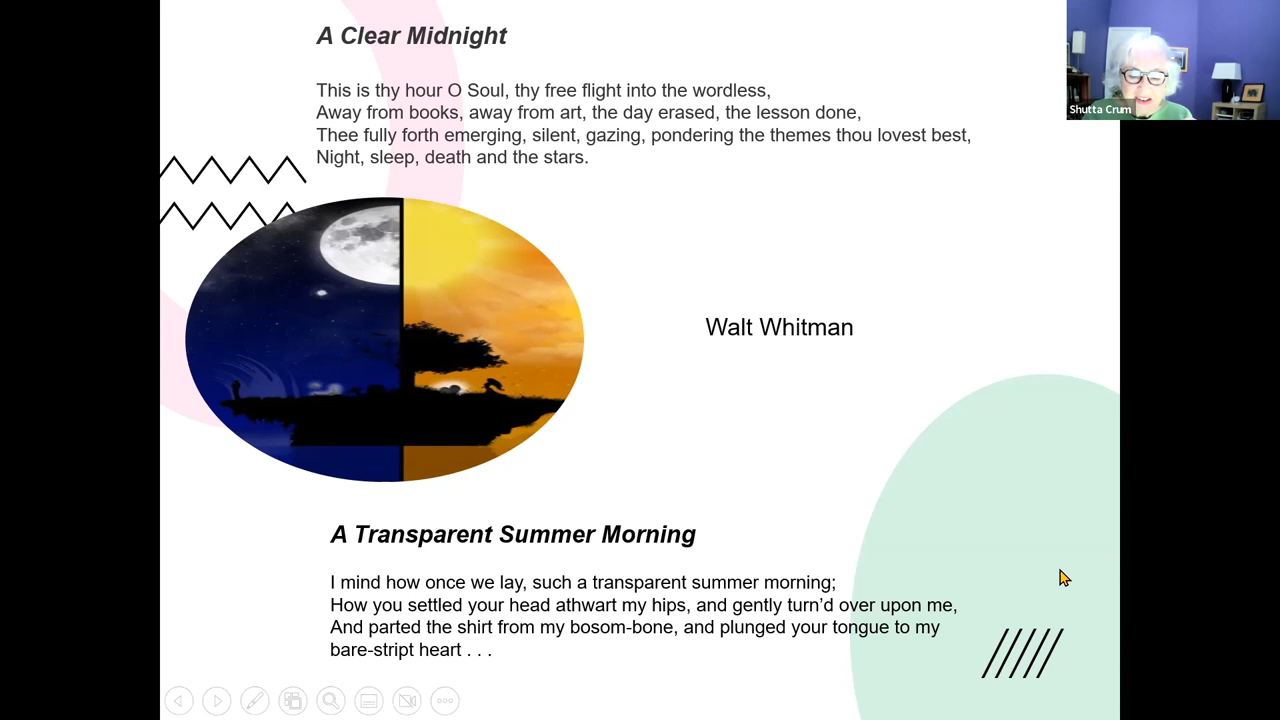 A Clear Midnight
This is thy hour O Soul, thy free flight into the wordless,
Away from books, away from art, the day erased, the lesson done,
Thee fully forth emerging, silent, gazing, pondering the themes thou lovest best,
Night, sleep, death and the stars.
Shutta Crum
Walt Whitman
A Transparent Summer Morning
I mind how once we lay, such a transparent summer morning;
How you settled your head athwart my hips, and gently turn’d over upon me,
And parted the shirt from my bosom-bone, and plunged your tongue to my
bare-stript heart . . .